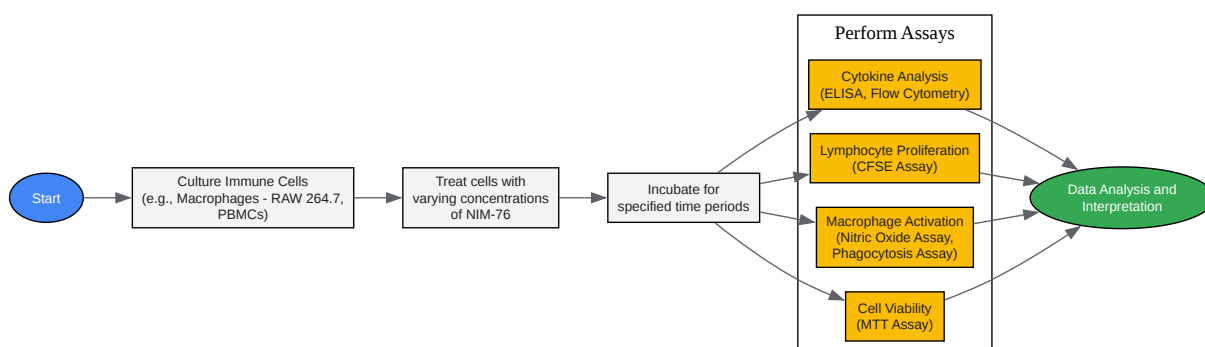 Start
Culture Immune Cells
(e.g., Macrophages - RAW 264.7,
PBMCs)
Treat cells with
varying concentrations
of NIM-76
Incubate for
specified time periods
Perform Assays
Cytokine Analysis
(ELISA, Flow Cytometry)
Lymphocyte Proliferation
(CFSE Assay)
Macrophage Activation
(Nitric Oxide Assay,
Phagocytosis Assay)
Cell Viability
(MTT Assay)
Data Analysis and
Interpretation